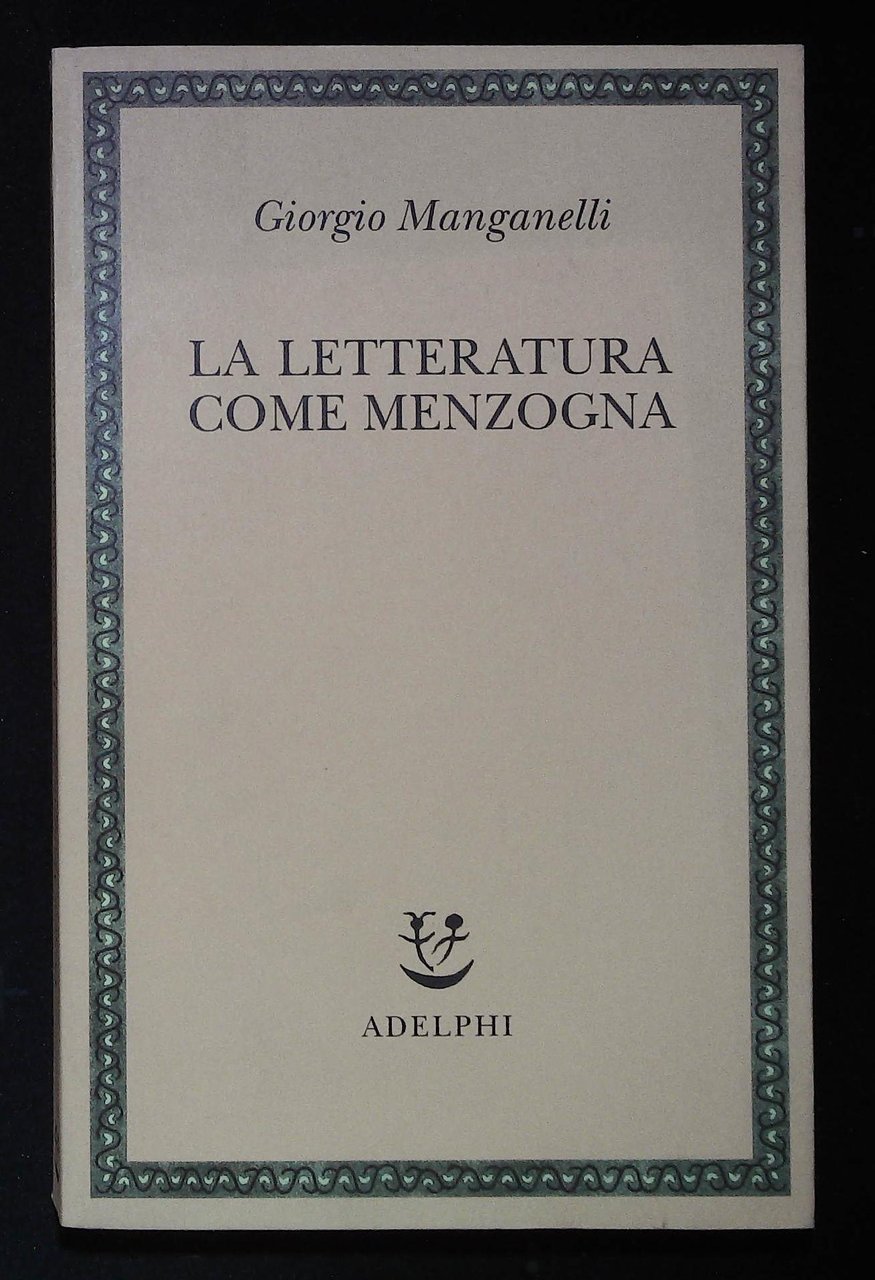 Giorgio Manganelli
LA LETTERATURA
COME MENZOGNA
ADELPHI